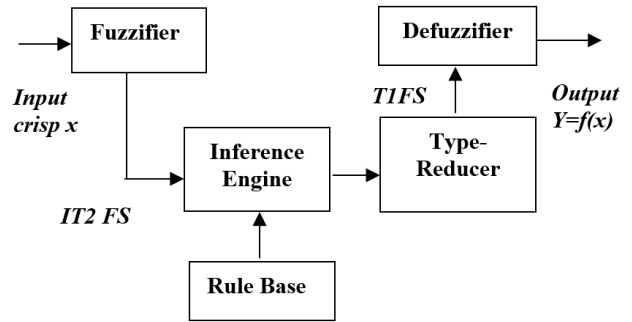 Fuzzifier
Defuzzifier
Input
crisp x
T1FS
Output
Y=f(x)
Inference
Engine
Type-
Reducer
IT2 FS
Rule Base